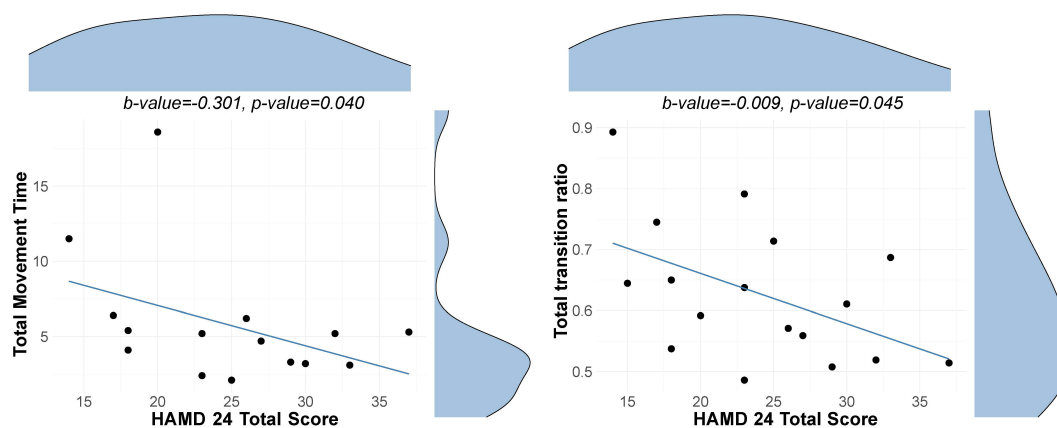 b-value=-0.301, p-value=0.040
Total Movement Time
15
10
5
15 20 25 30 35
HAMD 24 Total Score
b-value=-0.009, p-value=0.045
Total transition ratio
0.9
0.8
0.7
0.6
0.5
15 20 25 30 35
HAMD 24 Total Score